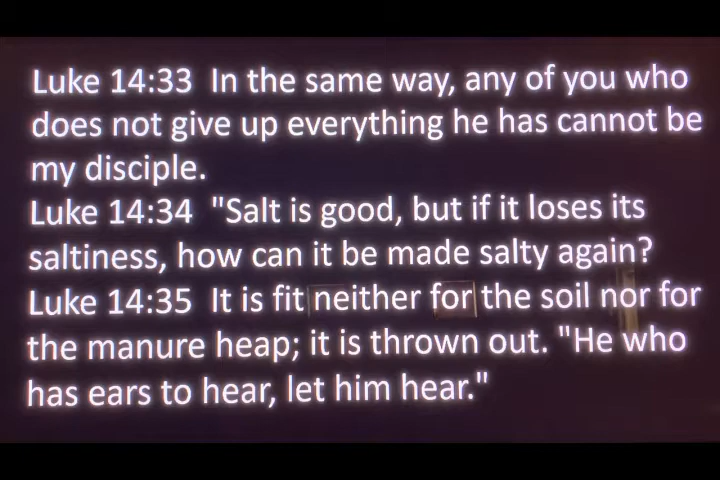 Luke 14:33  In the same way, any of you who
does not give up everything he has cannot be
my disciple.
Luke 14:34  "Salt is good, but if it loses its
saltiness, how can it be made salty again?
Luke 14:35  It is fit neither for the soil nor for
the manure heap; it is thrown out. "He who
has ears to hear, let him hear."